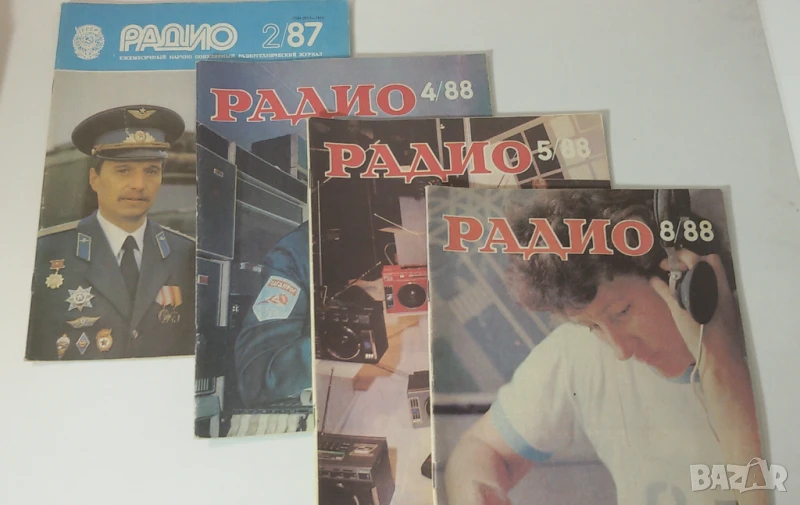 РАДИО 2/87
ЕЖЕМЕСЯЧНЫЙ НАУЧНО-ПОПУЛЯРНЫЙ РАДИОТЕХНИЧЕСКИЙ ЖУРНАЛ
РАДИО 4/88
РАДИО 5/88
РАДИО 8/88
BAZAR